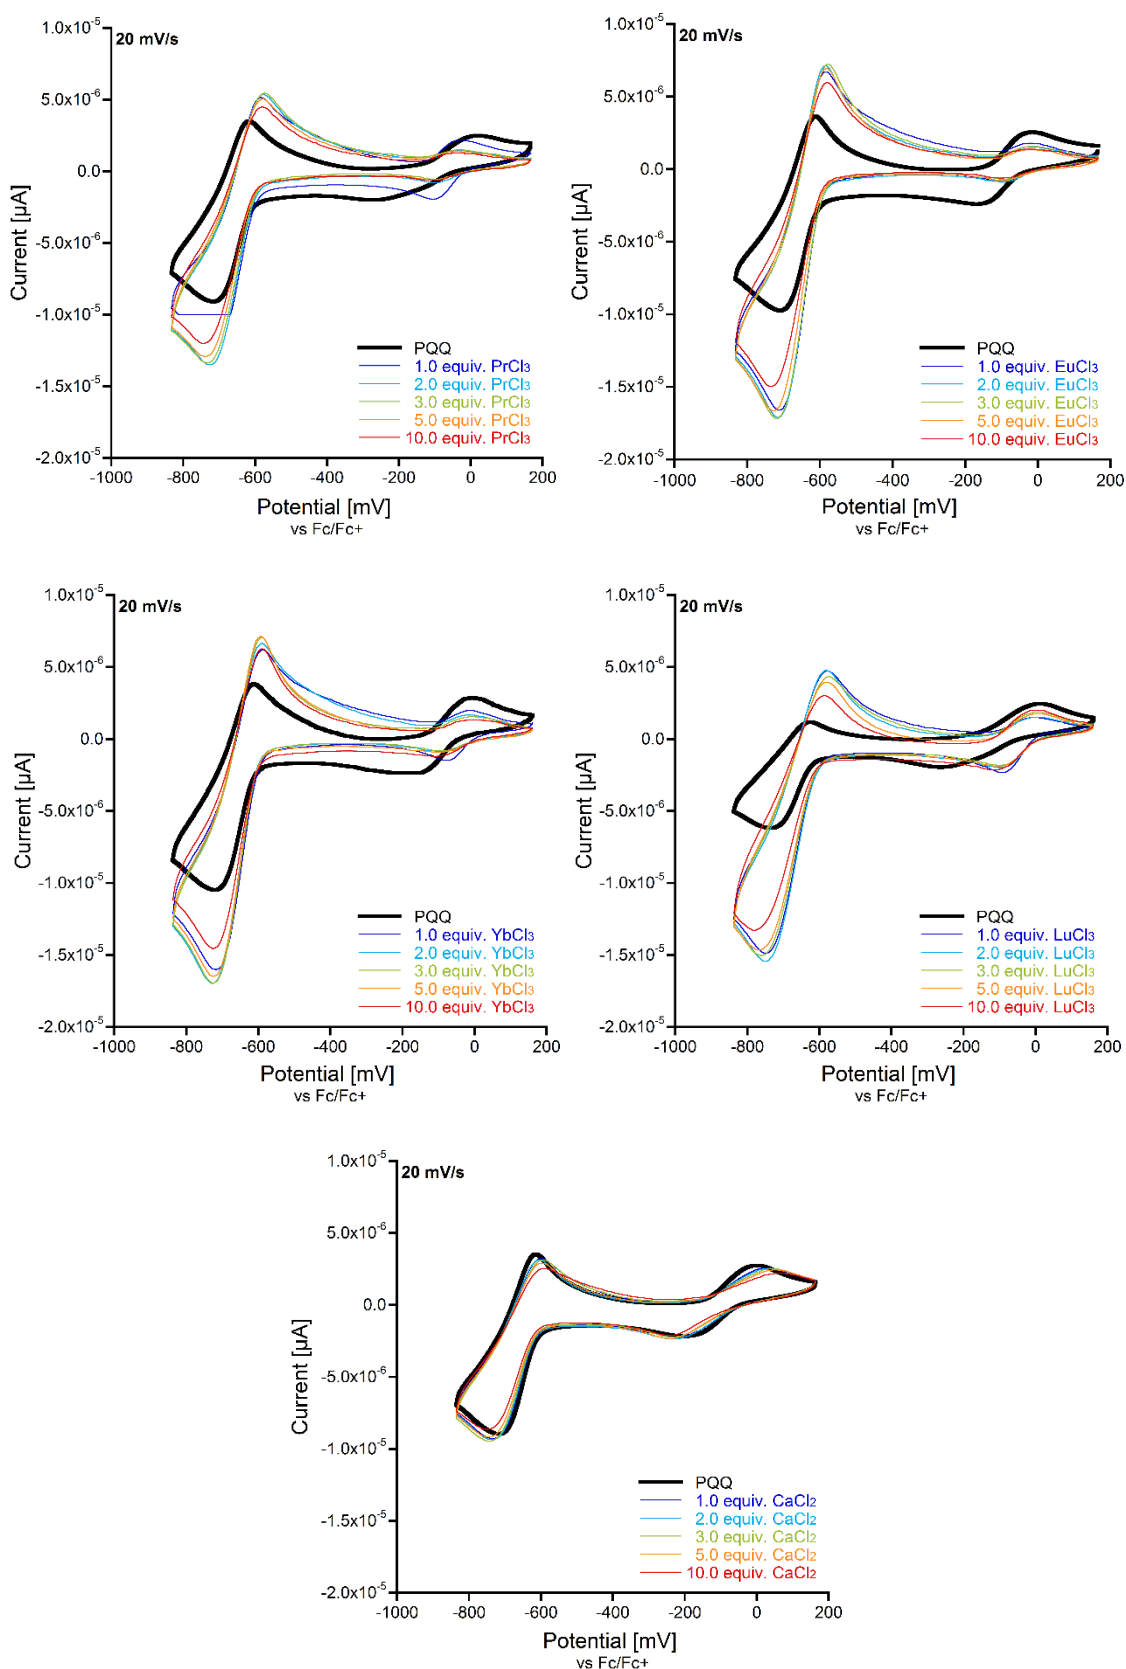 1.0x10⁻⁵
20 mV/s
5.0x10⁻⁶
0.0
-5.0x10⁻⁶
-1.0x10⁻⁵
-1.5x10⁻⁵
-2.0x10⁻⁵
Current [µA]
PQQ
1.0 equiv. PrCl₃
2.0 equiv. PrCl₃
3.0 equiv. PrCl₃
5.0 equiv. PrCl₃
10.0 equiv. PrCl₃
-1000 -800 -600 -400 -200 0 200
Potential [mV]
vs Fc/Fc+
1.0x10⁻⁵
20 mV/s
5.0x10⁻⁶
0.0
-5.0x10⁻⁶
-1.0x10⁻⁵
-1.5x10⁻⁵
-2.0x10⁻⁵
Current [µA]
PQQ
1.0 equiv. EuCl₃
2.0 equiv. EuCl₃
3.0 equiv. EuCl₃
5.0 equiv. EuCl₃
10.0 equiv. EuCl₃
-1000 -800 -600 -400 -200 0 200
Potential [mV]
vs Fc/Fc+
1.0x10⁻⁵
20 mV/s
5.0x10⁻⁶
0.0
-5.0x10⁻⁶
-1.0x10⁻⁵
-1.5x10⁻⁵
-2.0x10⁻⁵
Current [µA]
PQQ
1.0 equiv. YbCl₃
2.0 equiv. YbCl₃
3.0 equiv. YbCl₃
5.0 equiv. YbCl₃
10.0 equiv. YbCl₃
-1000 -800 -600 -400 -200 0 200
Potential [mV]
vs Fc/Fc+
1.0x10⁻⁵
20 mV/s
5.0x10⁻⁶
0.0
-5.0x10⁻⁶
-1.0x10⁻⁵
-1.5x10⁻⁵
-2.0x10⁻⁵
Current [µA]
PQQ
1.0 equiv. LuCl₃
2.0 equiv. LuCl₃
3.0 equiv. LuCl₃
5.0 equiv. LuCl₃
10.0 equiv. LuCl₃
-1000 -800 -600 -400 -200 0 200
Potential [mV]
vs Fc/Fc+
1.0x10⁻⁵
20 mV/s
5.0x10⁻⁶
0.0
-5.0x10⁻⁶
-1.0x10⁻⁵
-1.5x10⁻⁵
-2.0x10⁻⁵
Current [µA]
PQQ
1.0 equiv. CaCl₂
2.0 equiv. CaCl₂
3.0 equiv. CaCl₂
5.0 equiv. CaCl₂
10.0 equiv. CaCl₂
-1000 -800 -600 -400 -200 0 200
Potential [mV]
vs Fc/Fc+